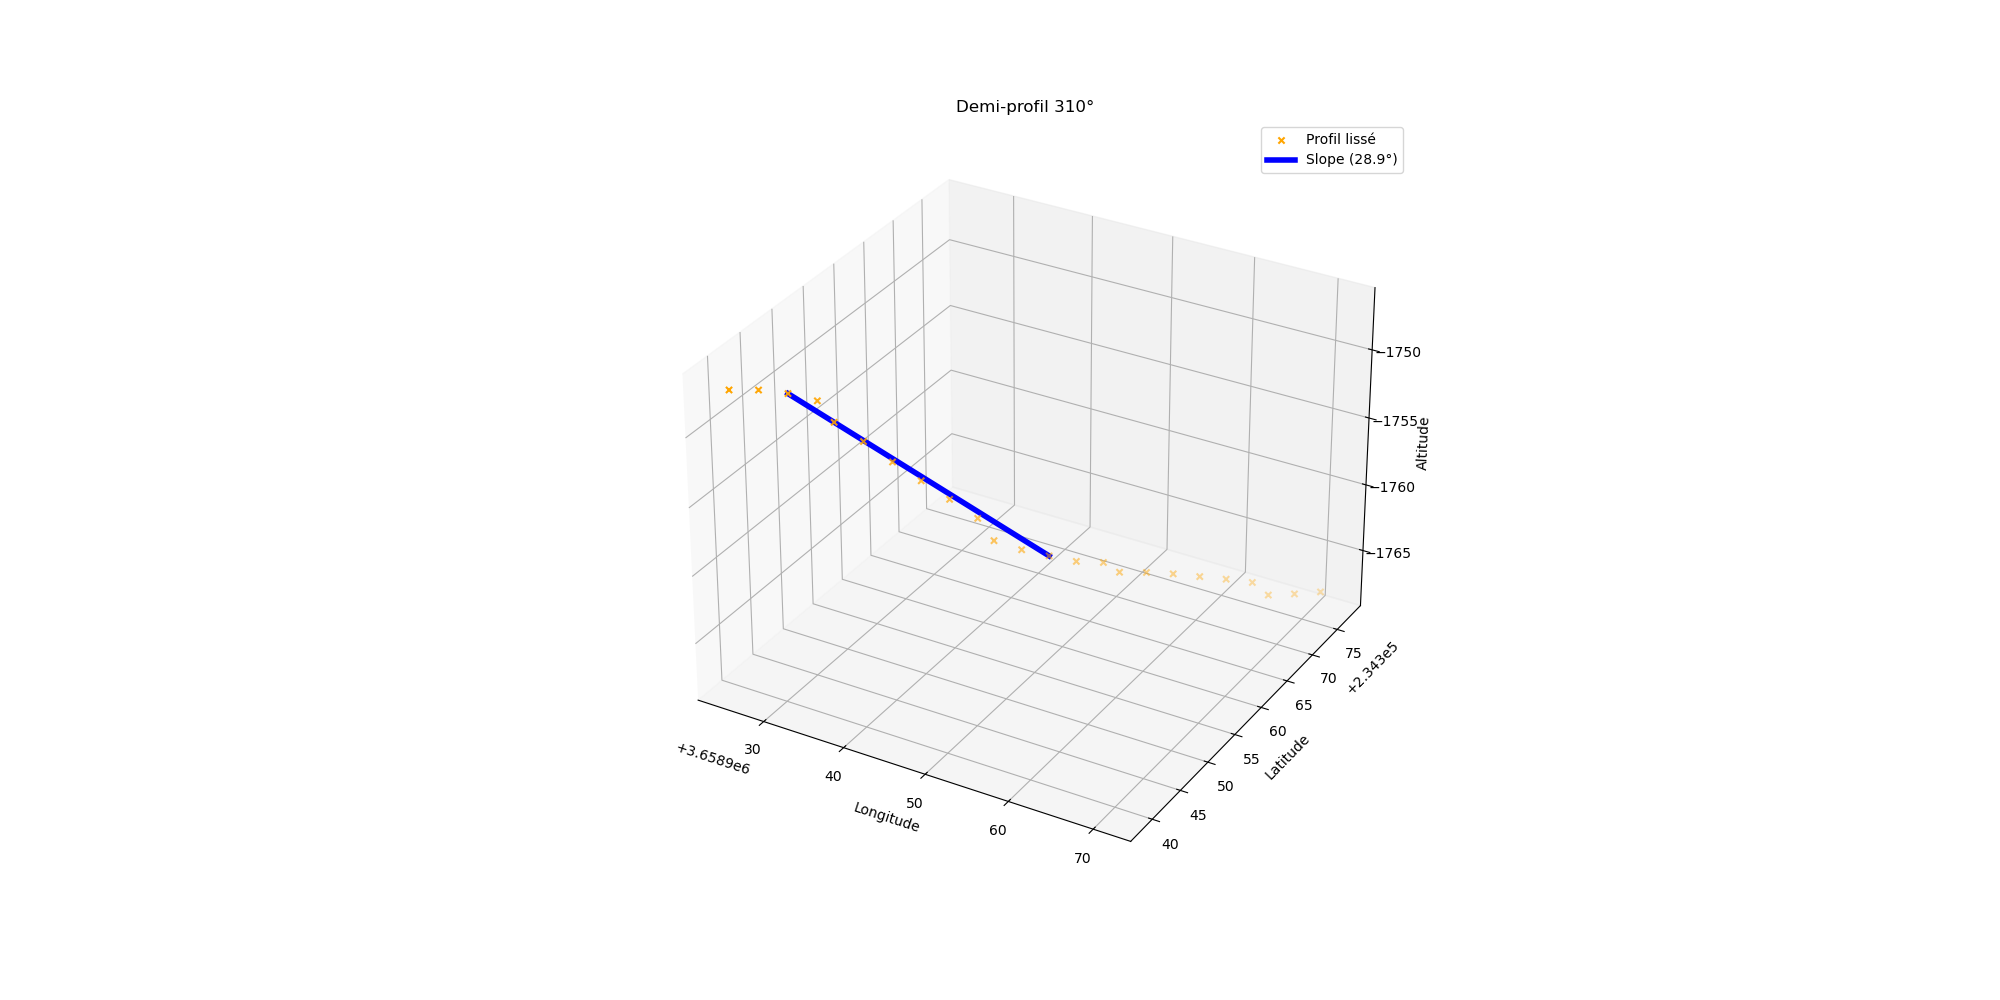 Demi-profil 310°
Profil lissé
Slope (28.9°)
−1750
−1755
−1760
−1765
Altitude
75
70
65
60
55
50
45
40
+2.343e5
Latitude
30
40
50
60
70
+3.6589e6
Longitude